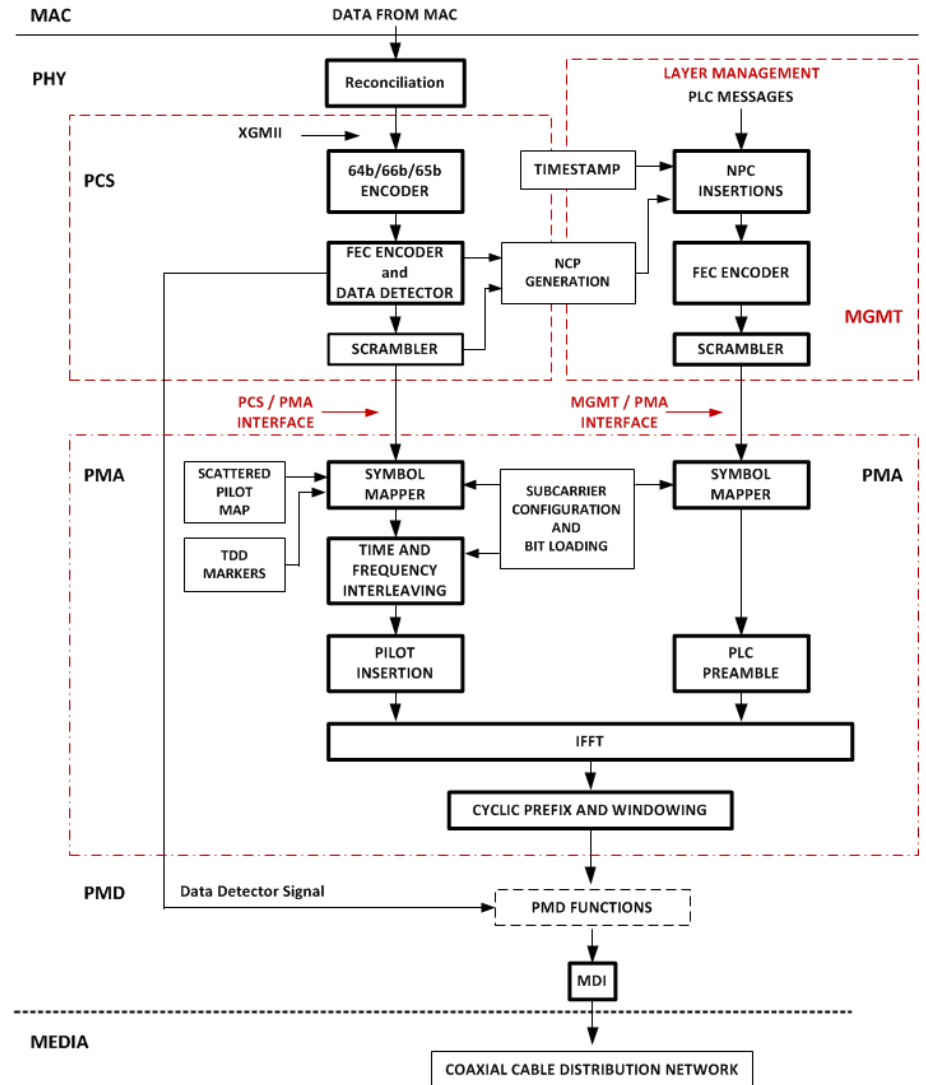 MAC
DATA FROM MAC
PHY
Reconciliation
LAYER MANAGEMENT
PLC MESSAGES
XGMII
PCS
64b/66b/65b
ENCODER
TIMESTAMP
NPC
INSERTIONS
FEC ENCODER
and
DATA DETECTOR
NCP
GENERATION
FEC ENCODER
MGMT
SCRAMBLER
SCRAMBLER
PCS / PMA
INTERFACE
MGMT / PMA
INTERFACE
PMA
SCATTERED
PILOT
MAP
SYMBOL
MAPPER
SUBCARRIER
CONFIGURATION
AND
BIT LOADING
SYMBOL
MAPPER
PMA
TDD
MARKERS
TIME AND
FREQUENCY
INTERLEAVING
PILOT
INSERTION
PLC
PREAMBLE
IFFT
CYCLIC PREFIX AND WINDOWING
PMD
Data Detector Signal
PMD FUNCTIONS
MDI
MEDIA
COAXIAL CABLE DISTRIBUTION NETWORK